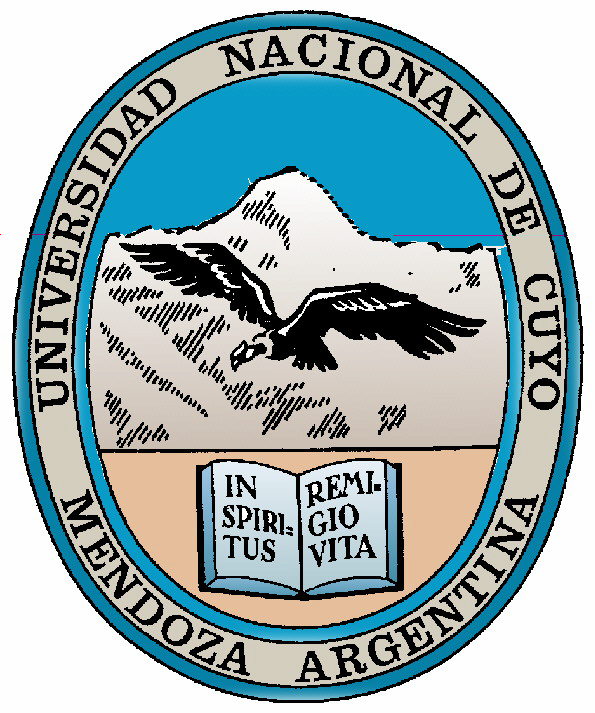 UNIVERSIDAD NACIONAL DE CUYO
IN
SPIRI-
TUS
REMI-
GIO
VITA
MENDOZA ARGENTINA